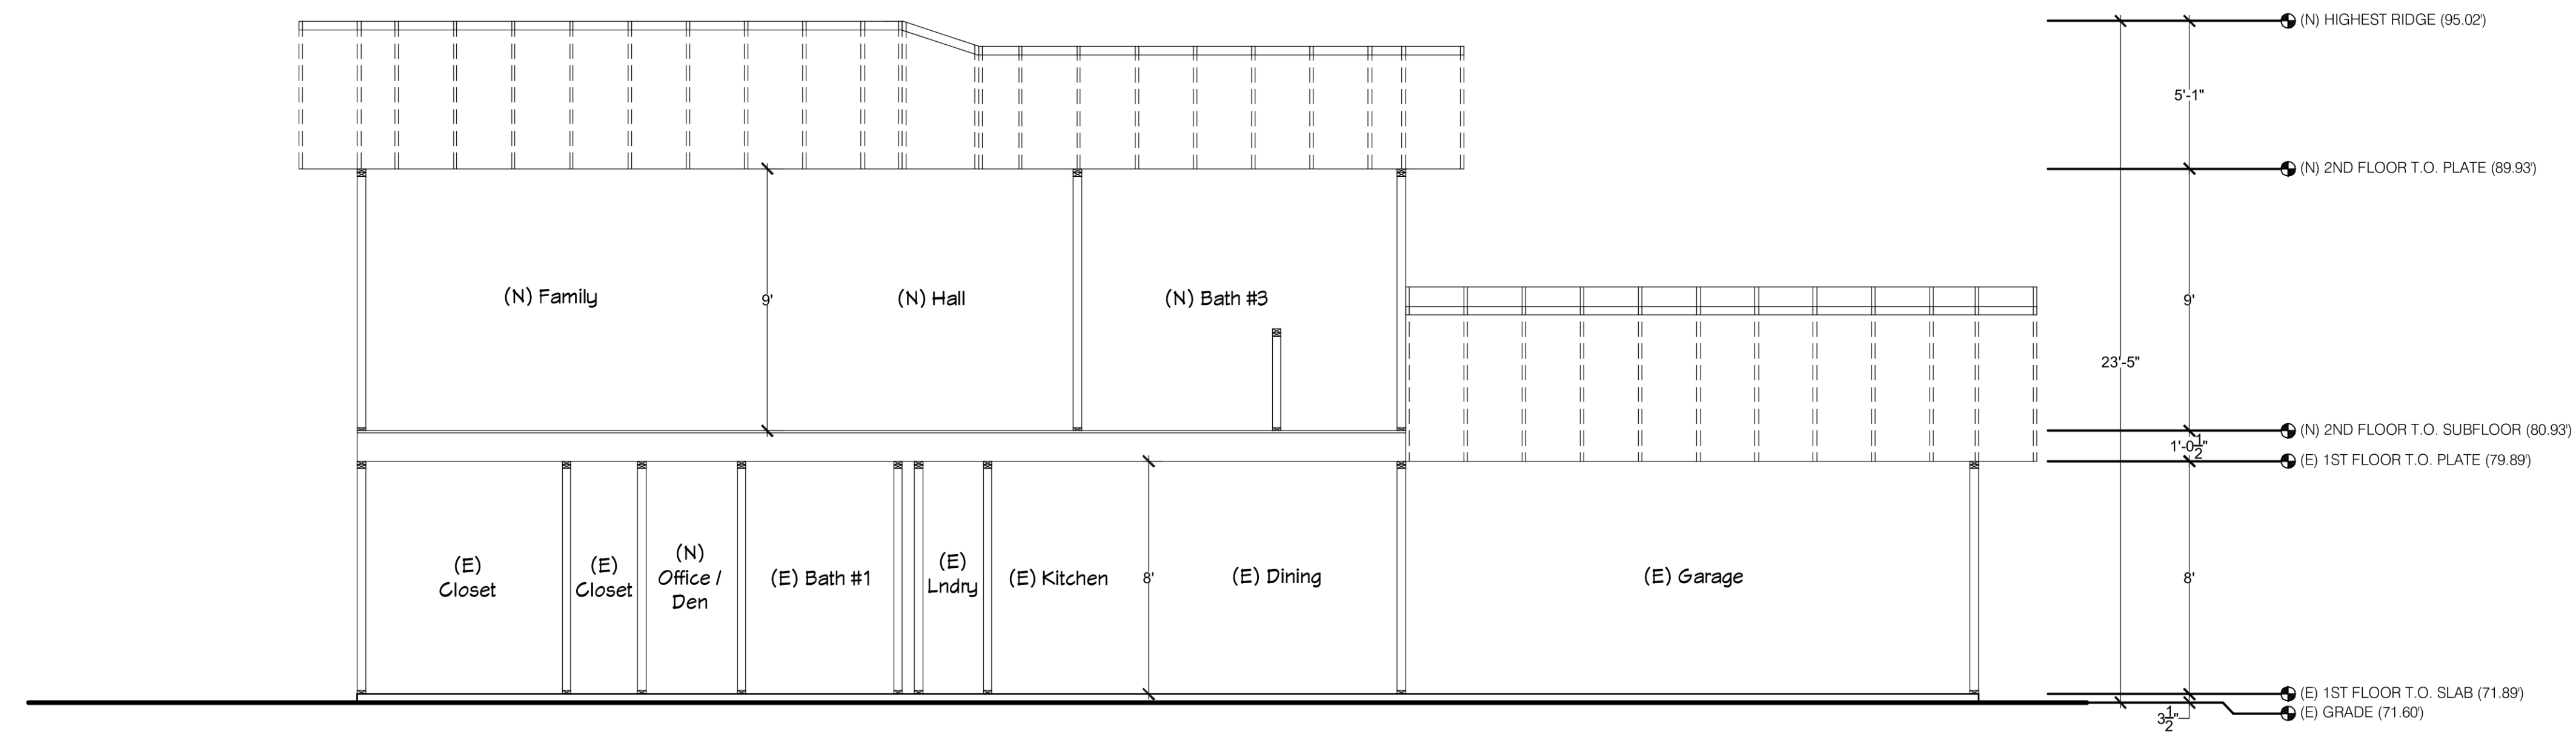 (N) HIGHEST RIDGE (95.02')
5'-1"
(N) 2ND FLOOR T.O. PLATE (89.93')
(N) Family
9'
(N) Hall
(N) Bath #3
9'
23'-5"
(N) 2ND FLOOR T.O. SUBFLOOR (80.93')
1'-0 1/2"
(E) 1ST FLOOR T.O. PLATE (79.89')
(E)
Closet
(E)
Closet
(N)
Office /
Den
(E) Bath #1
(E)
Lndry
(E) Kitchen
8'
(E) Dining
(E) Garage
8'
(E) 1ST FLOOR T.O. SLAB (71.89')
(E) GRADE (71.60')
3 1/2"